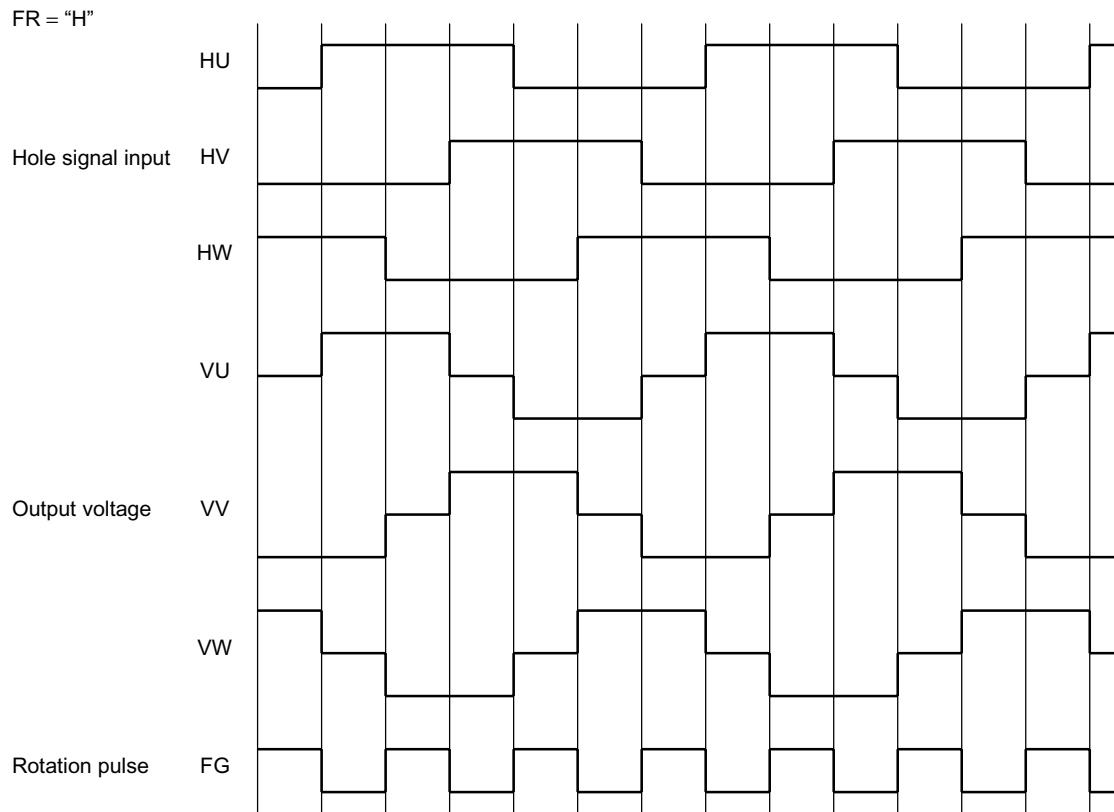 FR = “H”
HU
Hole signal input HV
HW
VU
Output voltage VV
VW
Rotation pulse FG